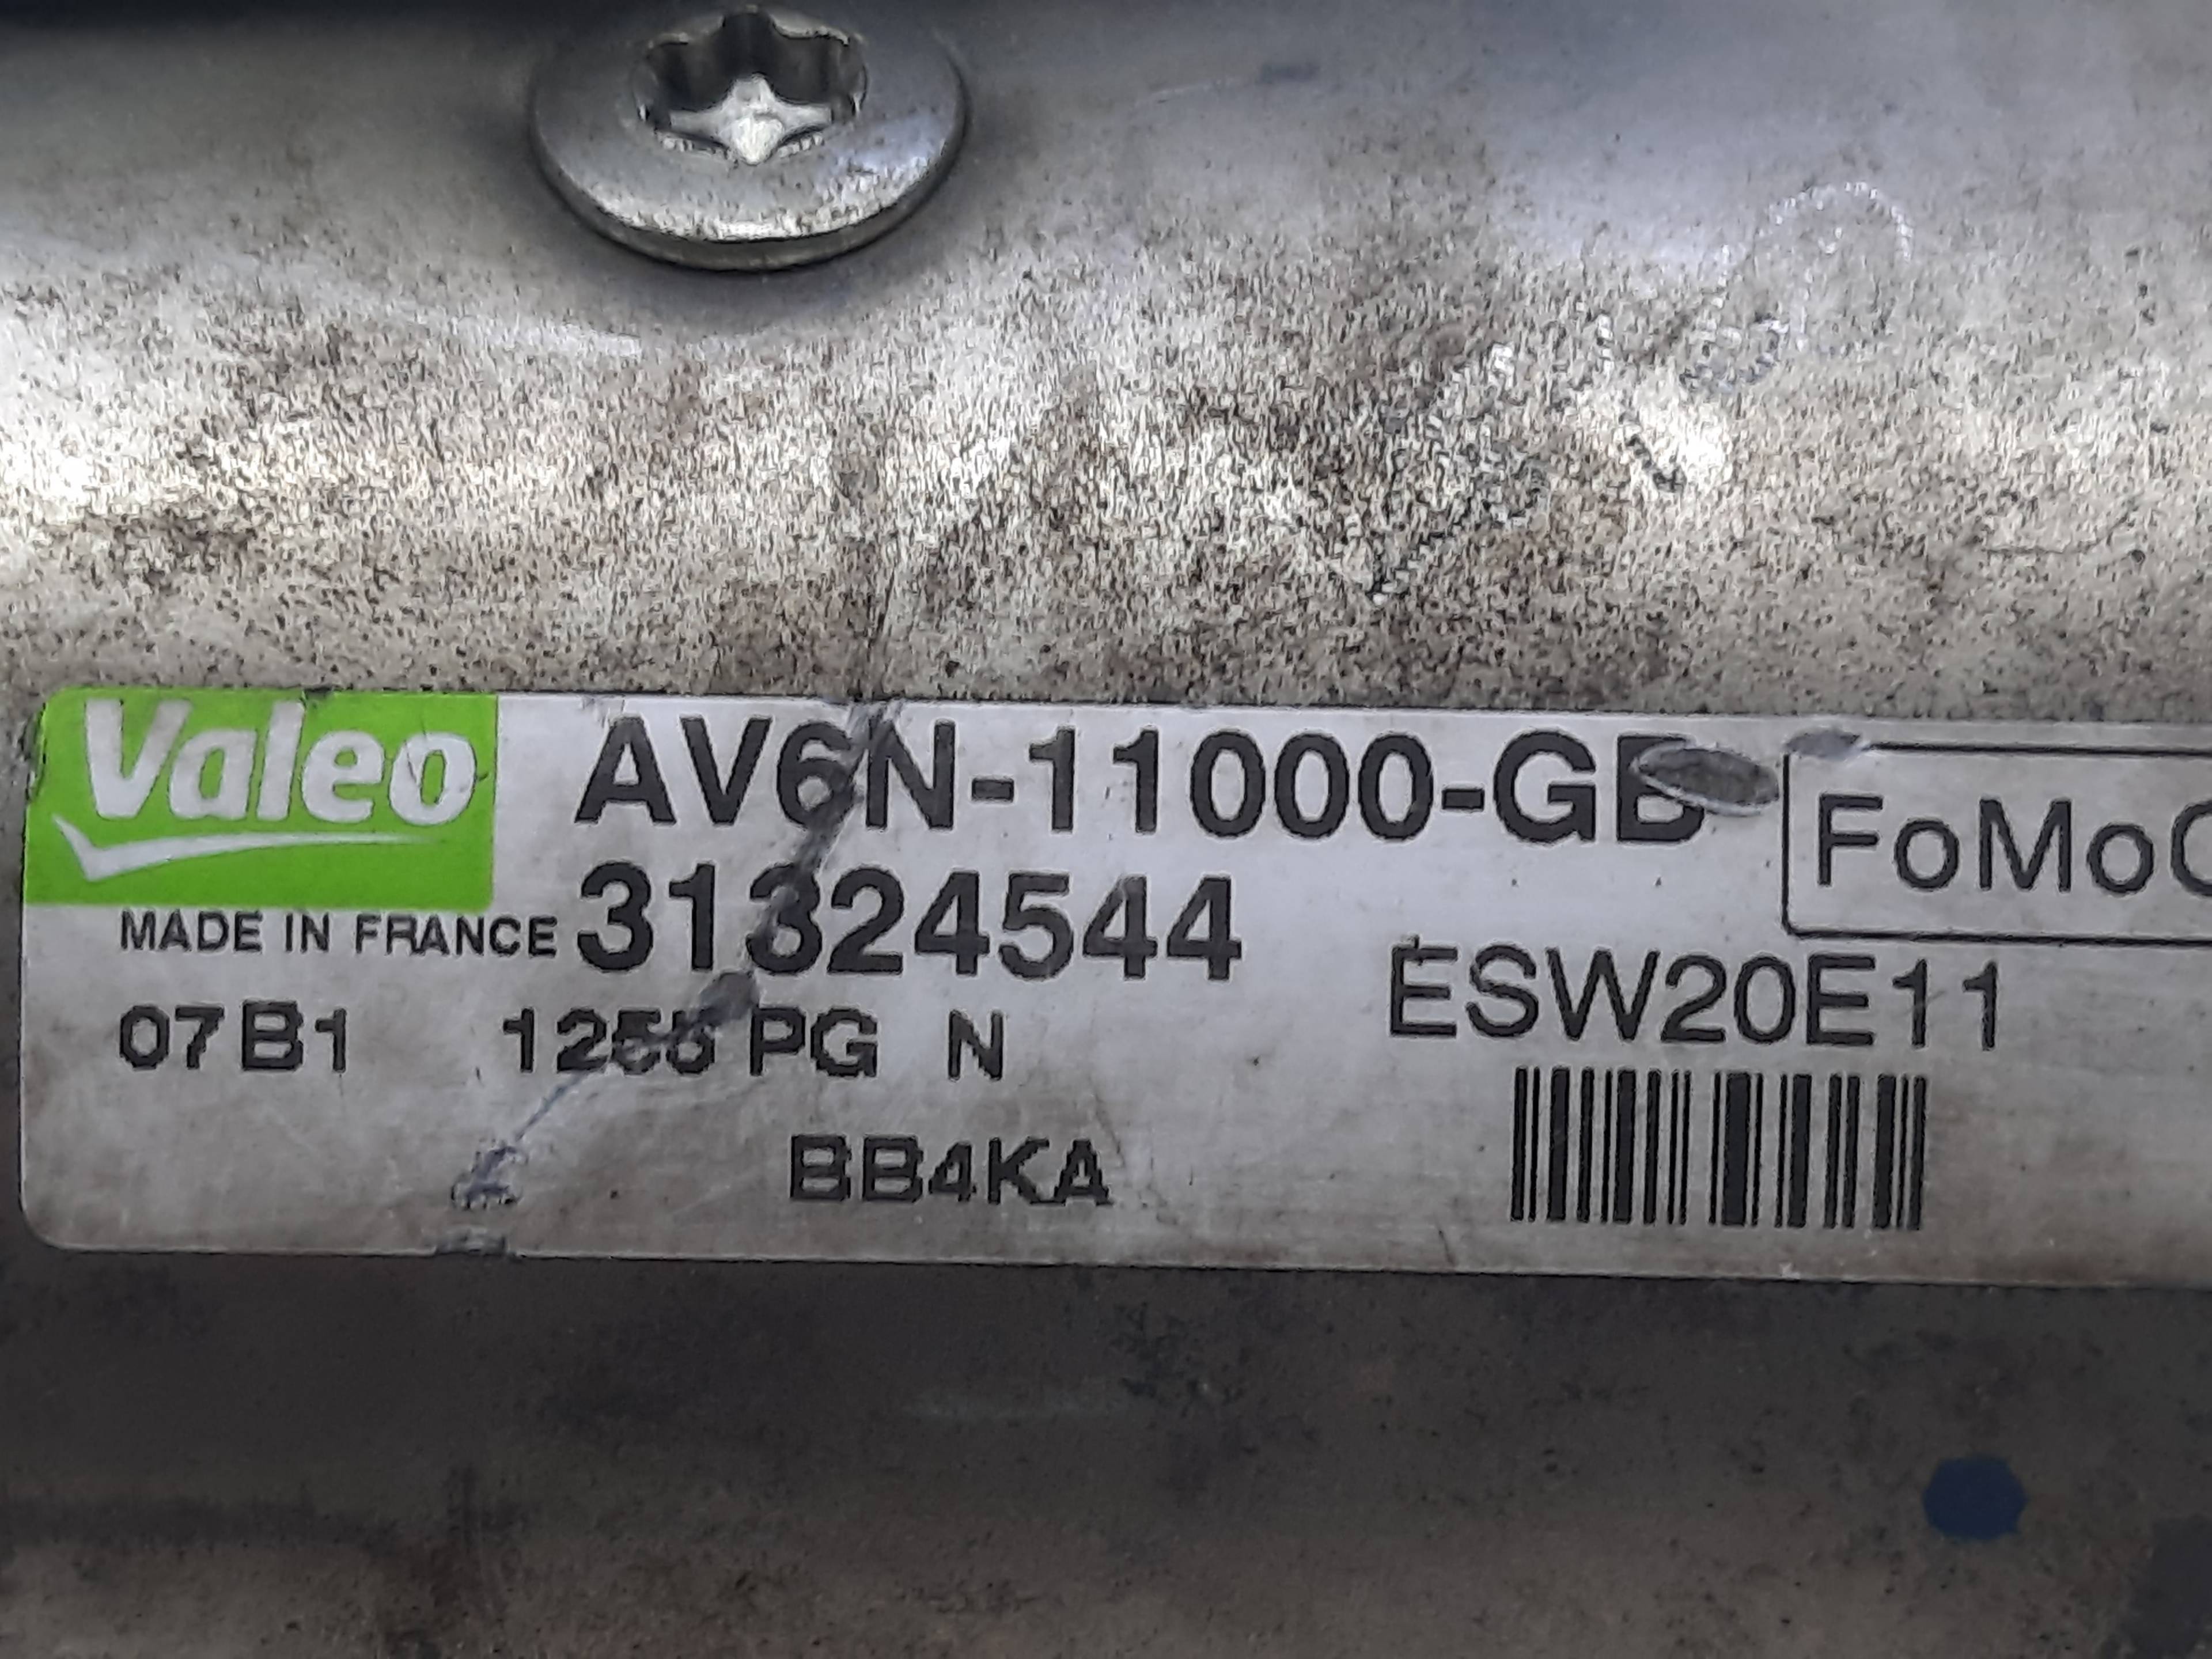 Valeo AV6N-11000-GB
FoMoC
31324544
MADE IN FRANCE
ESW20E11
07B1 PG N
BB4KA